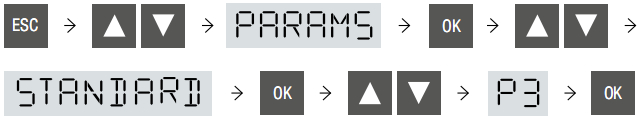 ESC → ▲ ▼ → PARAMS → OK → ▲ ▼ →
STANDARD → OK → ▲ ▼ → P3 → OK